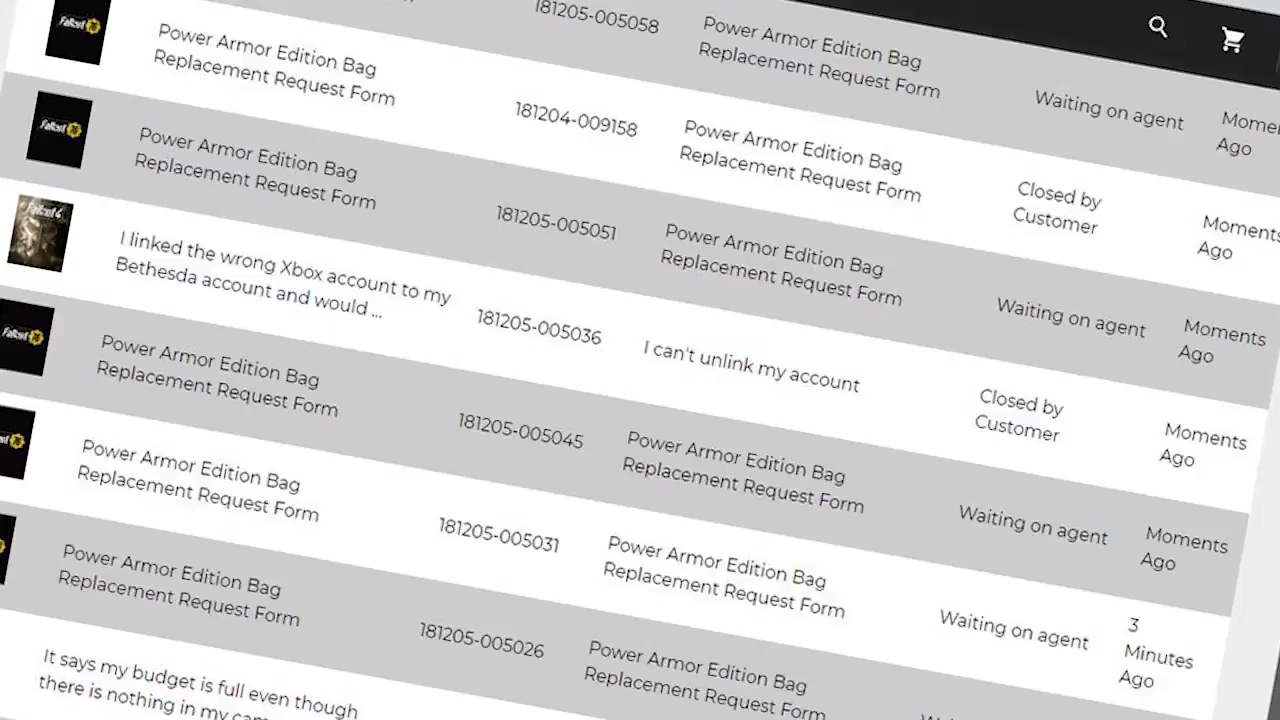 181205-005058
Power Armor Edition Bag
Replacement Request Form
Waiting on agent
Ago
Fallout
Power Armor Edition Bag
Replacement Request Form
181204-009158
Power Armor Edition Bag
Replacement Request Form
Closed by
Customer
Moments
Ago
Fallout
Power Armor Edition Bag
Replacement Request Form
181205-005051
Power Armor Edition Bag
Replacement Request Form
Waiting on agent
Moments
Ago
Fallout 4
I linked the wrong Xbox account to my
Bethesda account and would ...
181205-005036
I can't unlink my account
Closed by
Customer
Moments
Ago
Fallout
Power Armor Edition Bag
Replacement Request Form
181205-005045
Power Armor Edition Bag
Replacement Request Form
Waiting on agent
Moments
Ago
Power Armor Edition Bag
Replacement Request Form
181205-005031
Power Armor Edition Bag
Replacement Request Form
Waiting on agent
3
Minutes
Ago
Power Armor Edition Bag
Replacement Request Form
181205-005026
Power Armor Edition Bag
Replacement Request Form
It says my budget is full even though
there is nothing in my